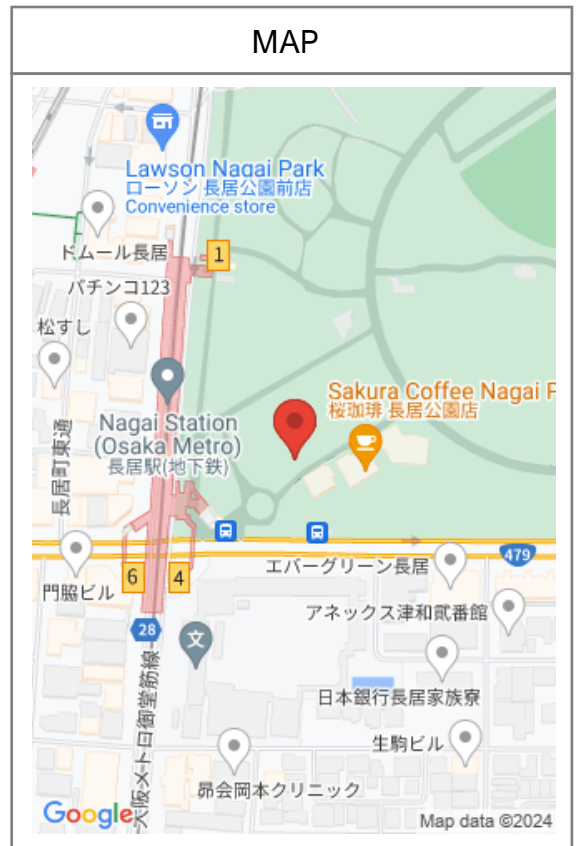 MAP
Lawson Nagai Park
ローソン 長居公園前店
Convenience store
ドムール長居
1
パチンコ123
松すし
Sakura Coffee Nagai P
桜珈琲 長居公園店
Nagai Station
(Osaka Metro)
長居駅(地下鉄)
長居町東通
479
エバーグリーン長居
6
4
門脇ビル
アネックス津和貮番館
28
文
日本銀行長居家族寮
大阪メトロ御堂筋線
生駒ビル
昴会岡本クリニック
Google
Map data ©2024